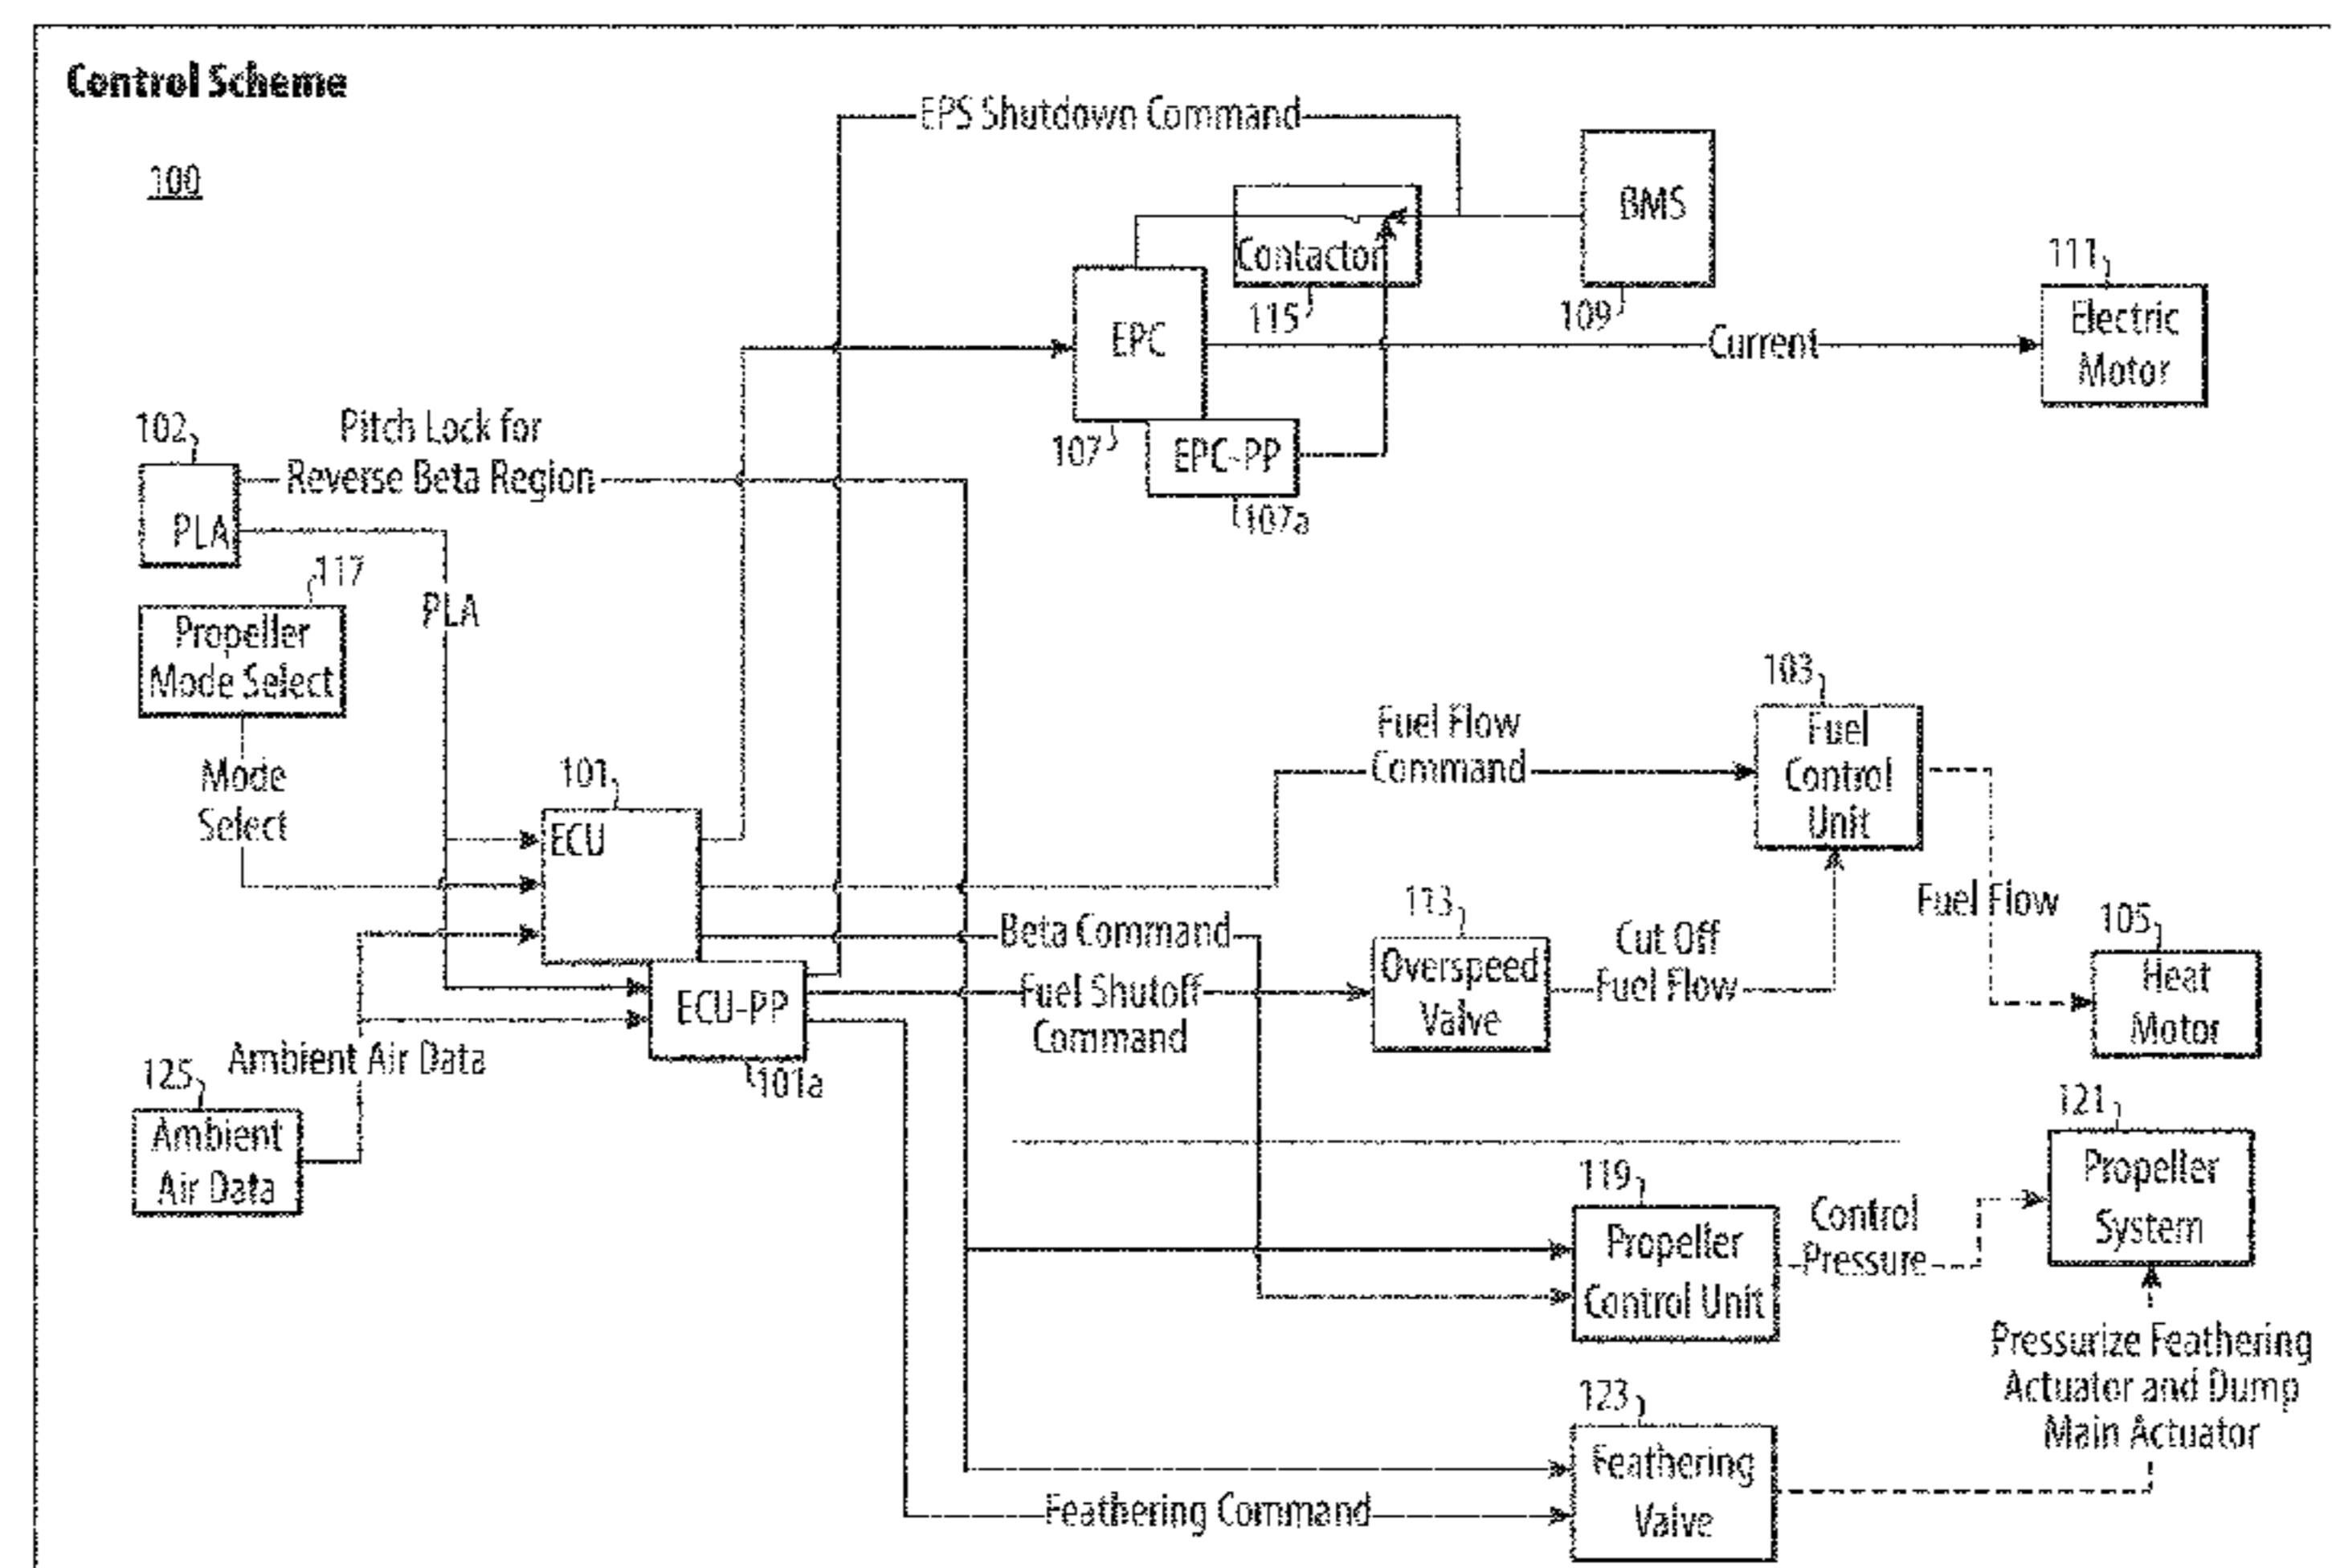 Control Scheme
100
EPS Shutdown Command
BMS
109
Contactor
115
EPC
107
EPC-PP
107a
Current
111
Electric
Motor
102
PLA
Pitch Lock for
Reverse Beta Region
PLA
117
Propeller
Mode Select
Mode
Select
101
ECU
ECU-PP
101a
Ambient Air Data
125
Ambient
Air Data
Fuel Flow
Command
103
Fuel
Control
Unit
Fuel Flow
105
Heat
Motor
Beta Command
Fuel Shutoff
Command
113
Overspeed
Valve
Cut Off
Fuel Flow
119
Propeller
Control Unit
Control
Pressure
121
Propeller
System
Pressurize Feathering
Actuator and Dump
Main Actuator
123
Feathering
Valve
Feathering Command